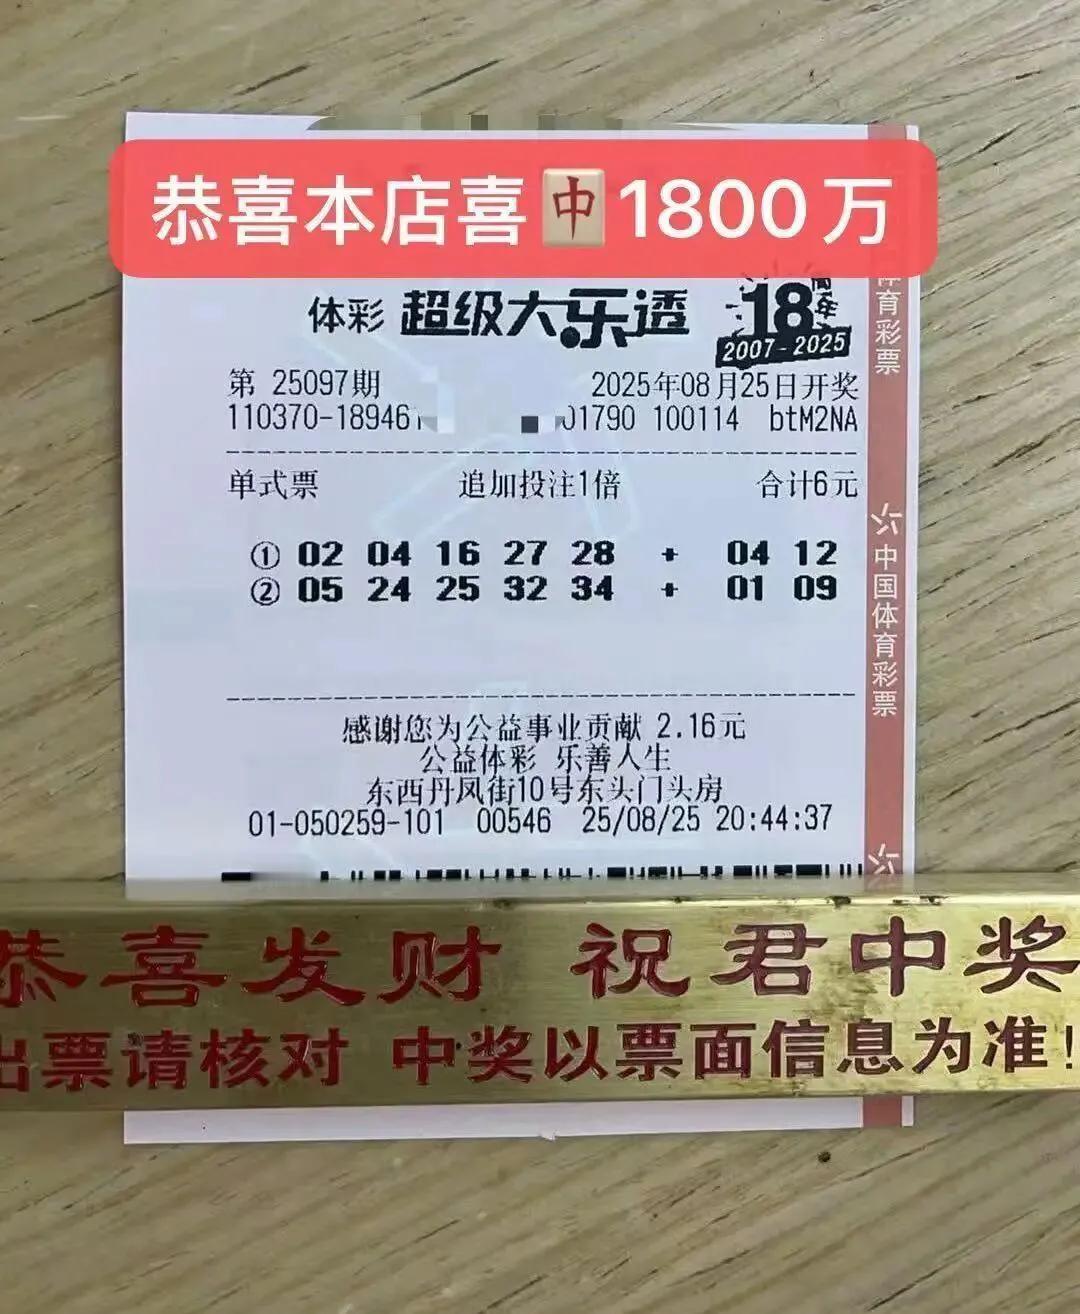 恭喜本店喜🀄1800万
体彩 超级大乐透 18周年
2007-2025
第 25097期 2025年08月25日开奖
110370-18946 01790 100114 btM2NA
单式票 追加投注1倍 合计6元
① 02 04 16 27 28 + 04 12
② 05 24 25 32 34 + 01 09
感谢您为公益事业贡献 2.16元
公益体彩 乐善人生
东西丹凤街10号东头门头房
01-050259-101 00546 25/08/25 20:44:37
体育彩票
中国体育彩票
恭喜发财 祝君中奖
出票请核对 中奖以票面信息为准!